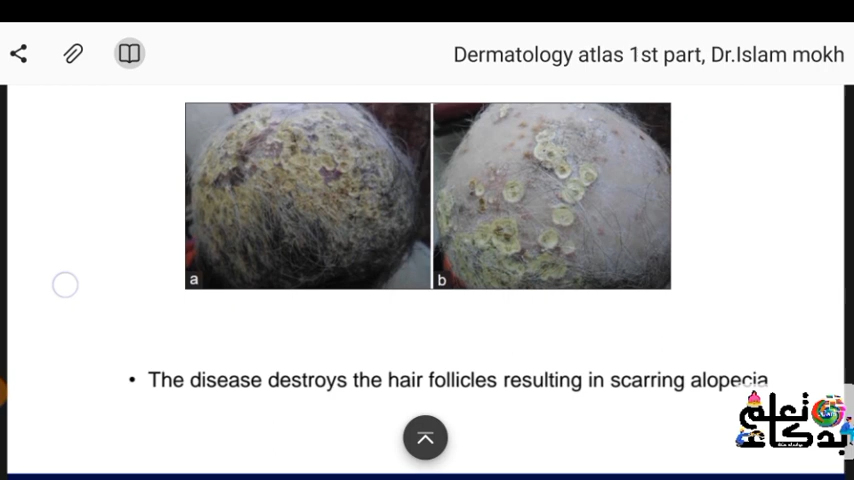 Dermatology atlas 1st part, Dr.Islam mokh
a
b
• The disease destroys the hair follicles resulting in scarring alopecia
تعلم
بذكاء